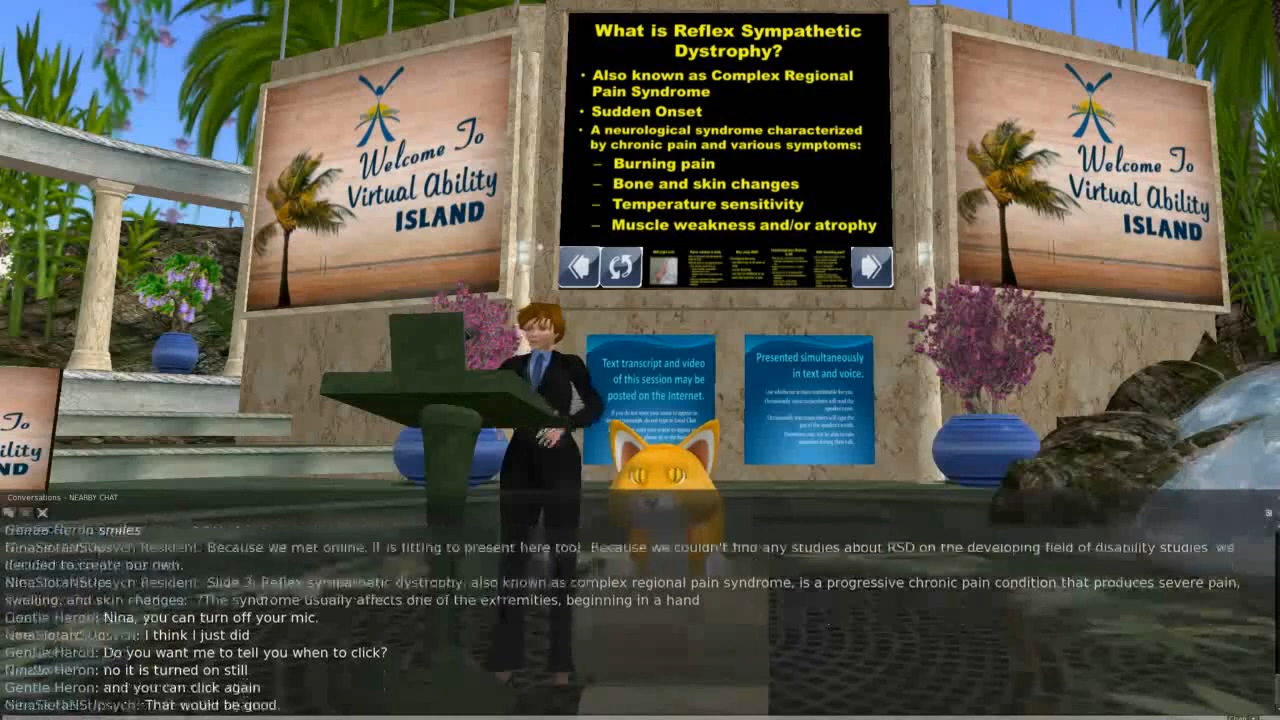 What is Reflex Sympathetic
Dystrophy?
• Also known as Complex Regional
Pain Syndrome
• Sudden Onset
• A neurological syndrome characterized
by chronic pain and various symptoms:
– Burning pain
– Bone and skin changes
– Temperature sensitivity
– Muscle weakness and/or atrophy
Welcome To
Virtual Ability
ISLAND
Welcome To
Virtual Ability
ISLAND
Text transcript and video
of this session may be
posted on the Internet.
Presented simultaneously
in text and voice.
To
ility
ND
Conversations - NEARBY CHAT
Gentle Heron smiles
Resident: Because we met online. It is fitting to present here too! Because we couldn't find any studies about RSD on the developing field of disability studies we
decided to create our own.
Resident: Slide 3, Reflex sympathetic dystrophy, also known as complex regional pain syndrome, is a progressive chronic pain condition that produces severe pain,
swelling, and skin changes. The syndrome usually affects one of the extremities, beginning in a hand
Gentle Heron: Nina, you can turn off your mic.
I think I just did
Do you want me to tell you when to click?
Heron: no it is turned on still
Gentle Heron: and you can click again
That would be good.